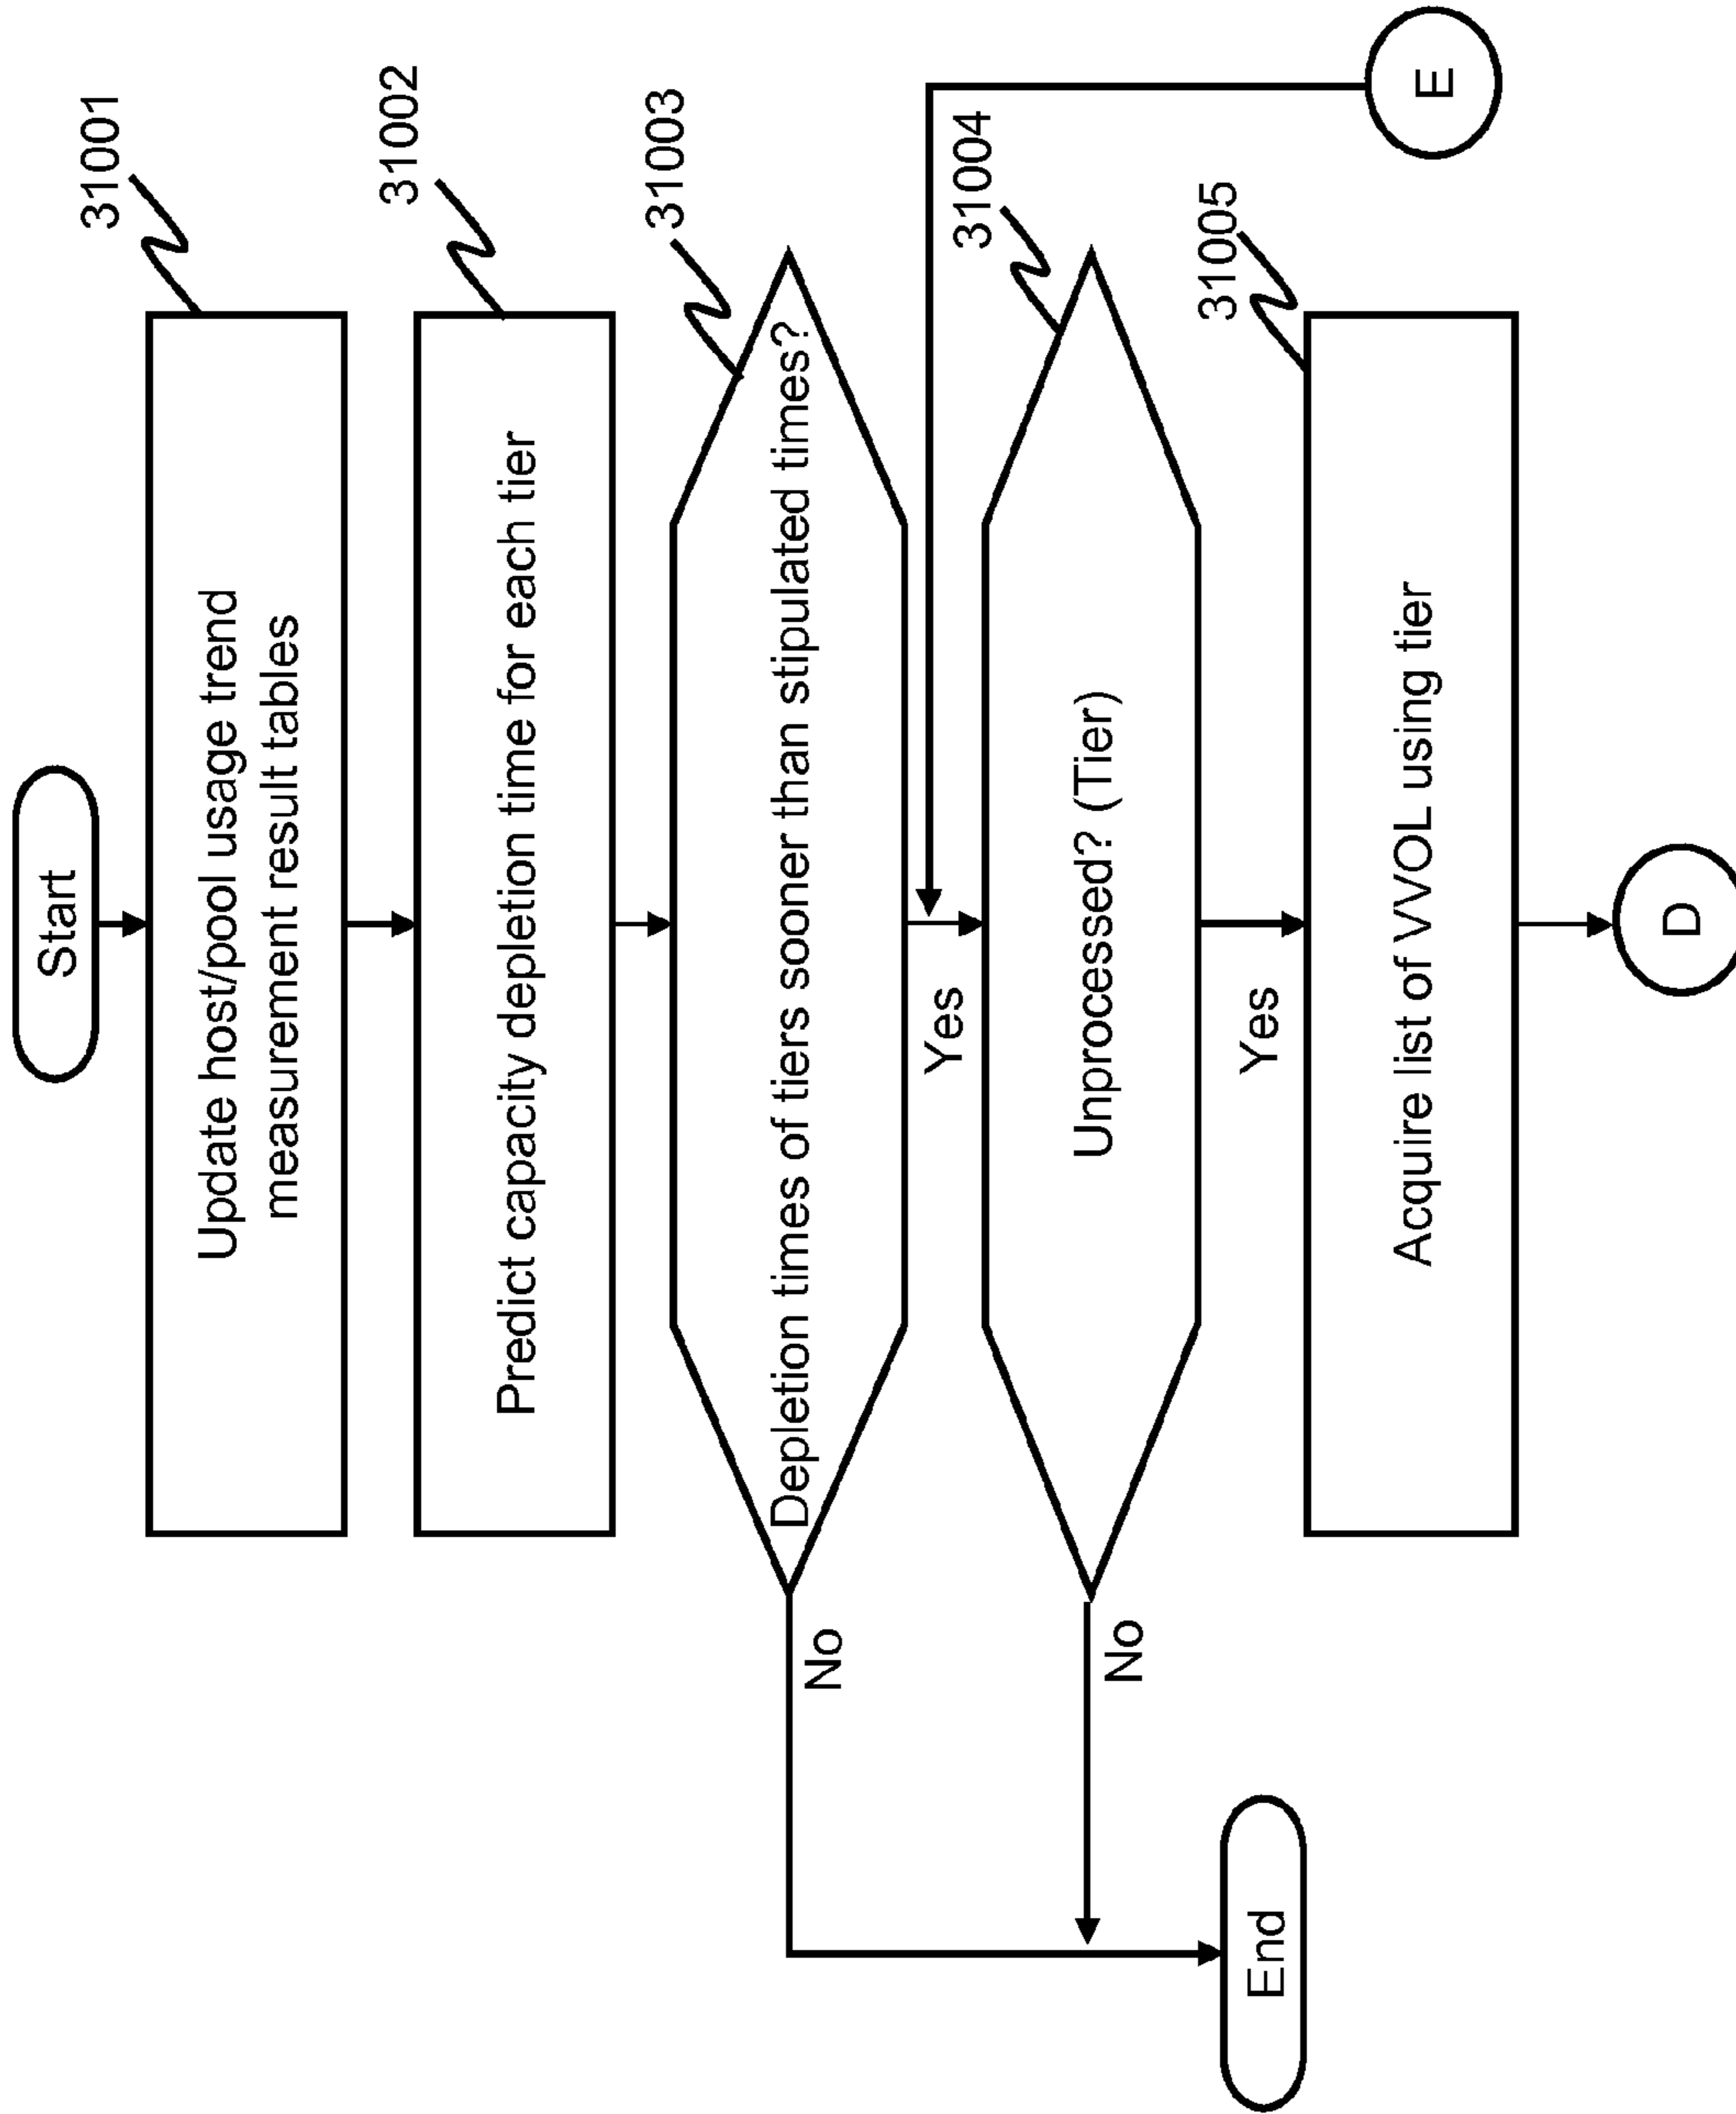 Start
31001
Update host/pool usage trend
measurement result tables
31002
Predict capacity depletion time for each tier
31003
Depletion times of tiers sooner than stipulated times?
No
Yes
31004
Unprocessed? (Tier)
No
Yes
31005
Acquire list of VVOL using tier
End
E
D